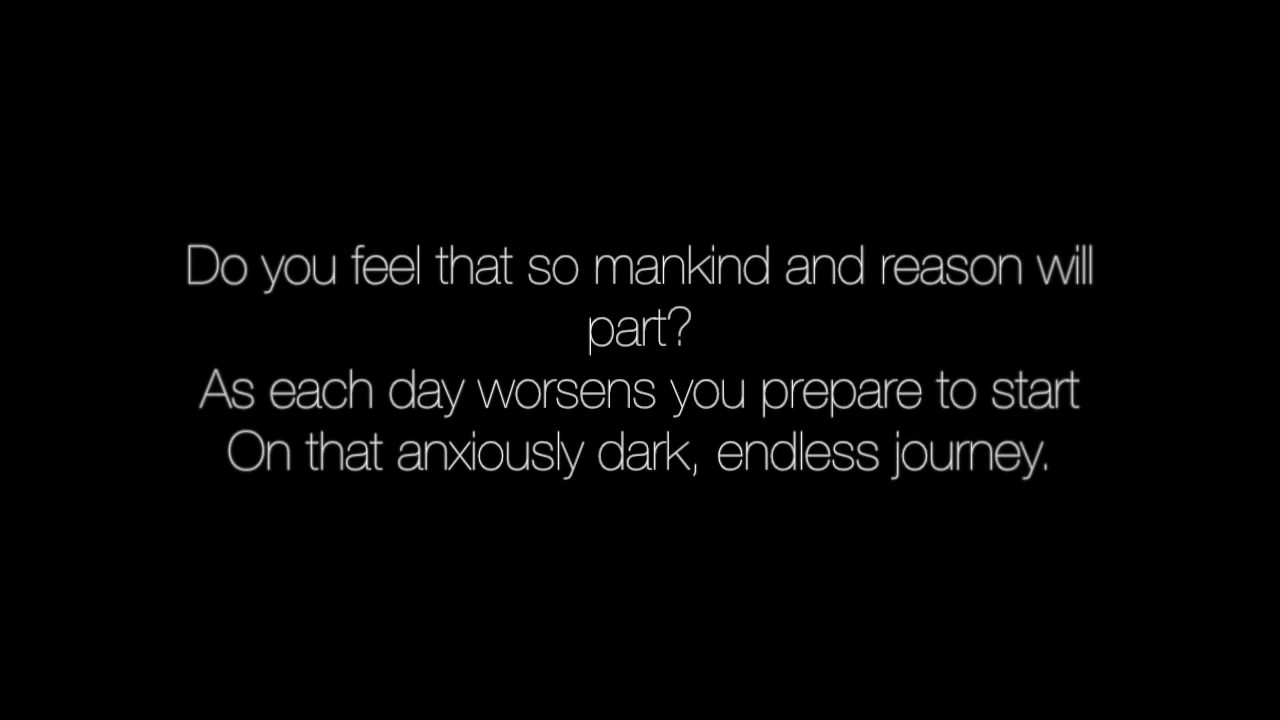 Do you feel that so mankind and reason will
part?
As each day worsens you prepare to start
On that anxiously dark, endless journey.